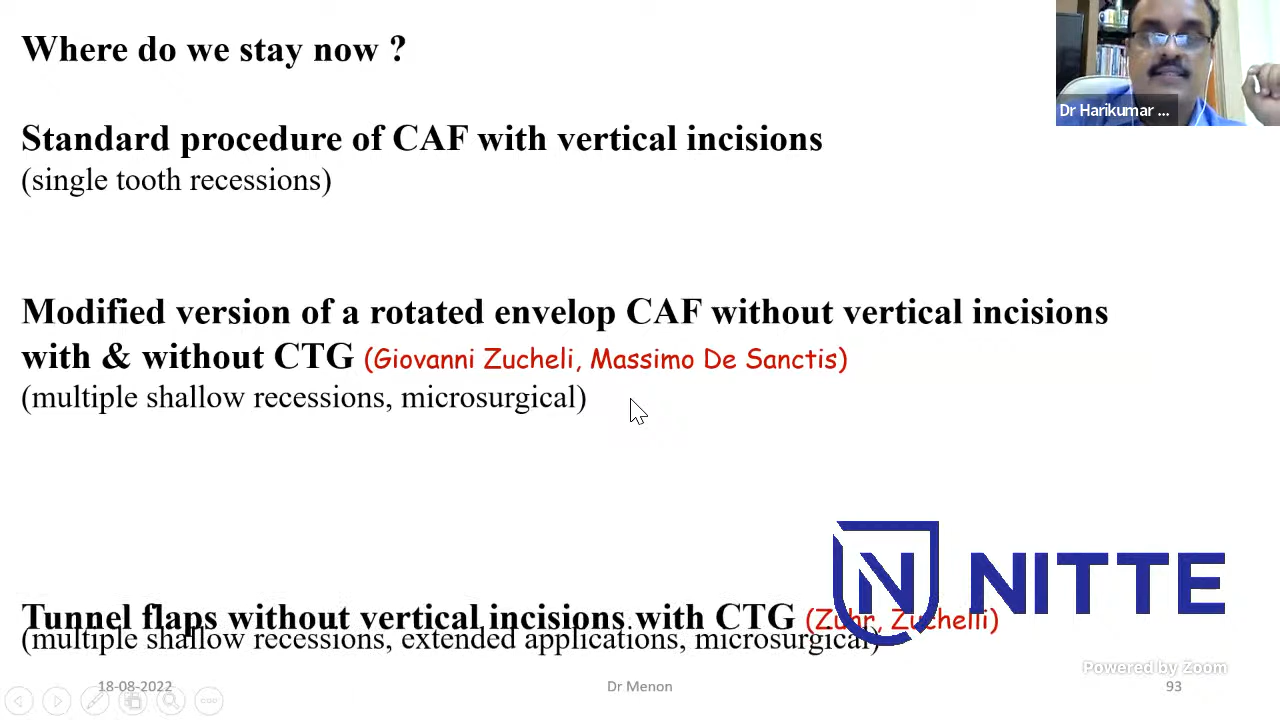 Where do we stay now ?
Dr Harikumar ...
Standard procedure of CAF with vertical incisions
(single tooth recessions)
Modified version of a rotated envelop CAF without vertical incisions
with & without CTG (Giovanni Zucheli, Massimo De Sanctis)
(multiple shallow recessions, microsurgical)
N NITTE
Tunnel flaps without vertical incisions with CTG (Zuhr, Zuchelli)
(multiple shallow recessions, extended applications, microsurgical)
Powered by Zoom
18-08-2022
Dr Menon
93